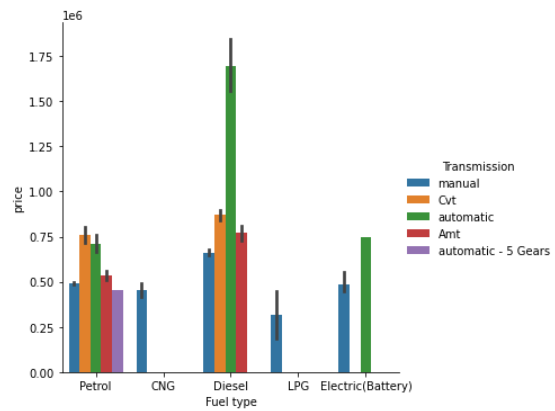 1e6
1.75
1.50
1.25
1.00
0.75
0.50
0.25
0.00
price
Petrol CNG Diesel LPG Electric(Battery)
Fuel type
Transmission
manual
Cvt
automatic
Amt
automatic - 5 Gears